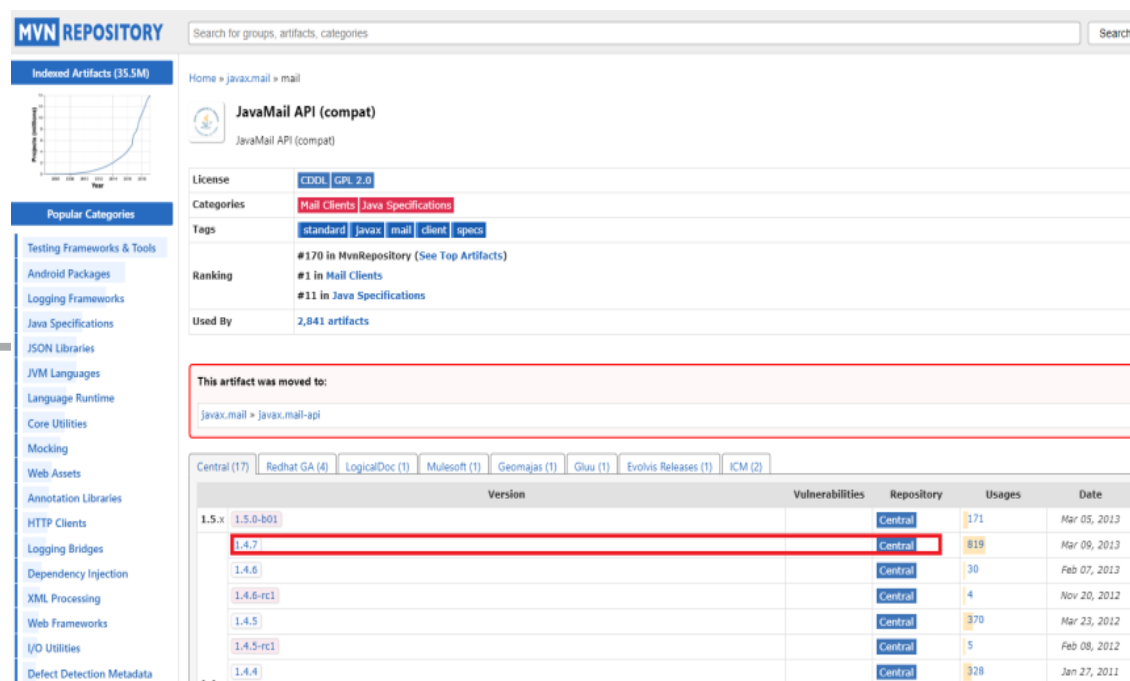 MVN REPOSITORY
Search for groups, artifacts, categories
Search
Indexed Artifacts (35.5M)
Projects (millions)
Year
Popular Categories
Testing Frameworks & Tools
Android Packages
Logging Frameworks
Java Specifications
JSON Libraries
JVM Languages
Language Runtime
Core Utilities
Mocking
Web Assets
Annotation Libraries
HTTP Clients
Logging Bridges
Dependency Injection
XML Processing
Web Frameworks
I/O Utilities
Defect Detection Metadata
Home » javax.mail » mail
JavaMail API (compat)
JavaMail API (compat)
License CDDL GPL 2.0
Categories Mail Clients Java Specifications
Tags standard javax mail client specs
Ranking #170 in MvnRepository (See Top Artifacts)
#1 in Mail Clients
#11 in Java Specifications
Used By 2,841 artifacts
This artifact was moved to:
javax.mail » javax.mail-api
Central (17) Redhat GA (4) LogicalDoc (1) Mulesoft (1) Geomajas (1) Gluu (1) Evolvis Releases (1) ICM (2)
Version Vulnerabilities Repository Usages Date
1.5.x 1.5.0-b01 Central 171 Mar 05, 2013
1.4.7 Central 819 Mar 09, 2013
1.4.6 Central 30 Feb 07, 2013
1.4.6-rc1 Central 4 Nov 20, 2012
1.4.5 Central 370 Mar 23, 2012
1.4.5-rc1 Central 5 Feb 08, 2012
1.4.4 Central 328 Jan 27, 2011